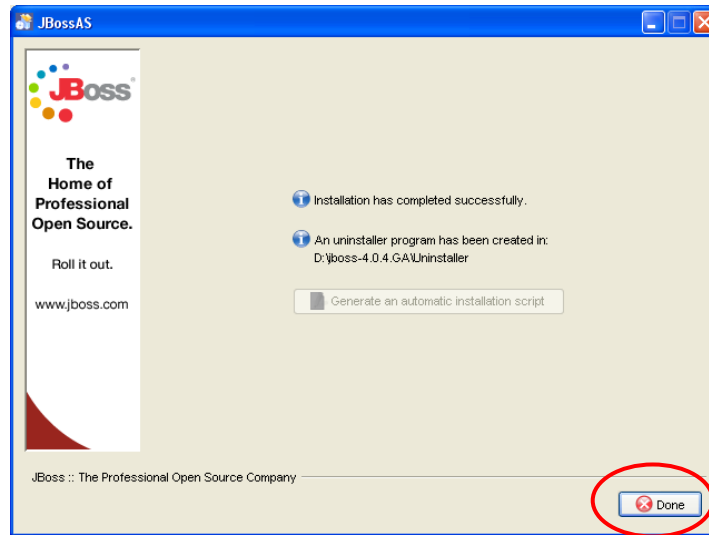 JBossAS
JBoss®
The
Home of
Professional
Open Source.
Roll it out.
www.jboss.com
Installation has completed successfully.
An uninstaller program has been created in:
D:\jboss-4.0.4.GA\Uninstaller
Generate an automatic installation script
JBoss :: The Professional Open Source Company
Done